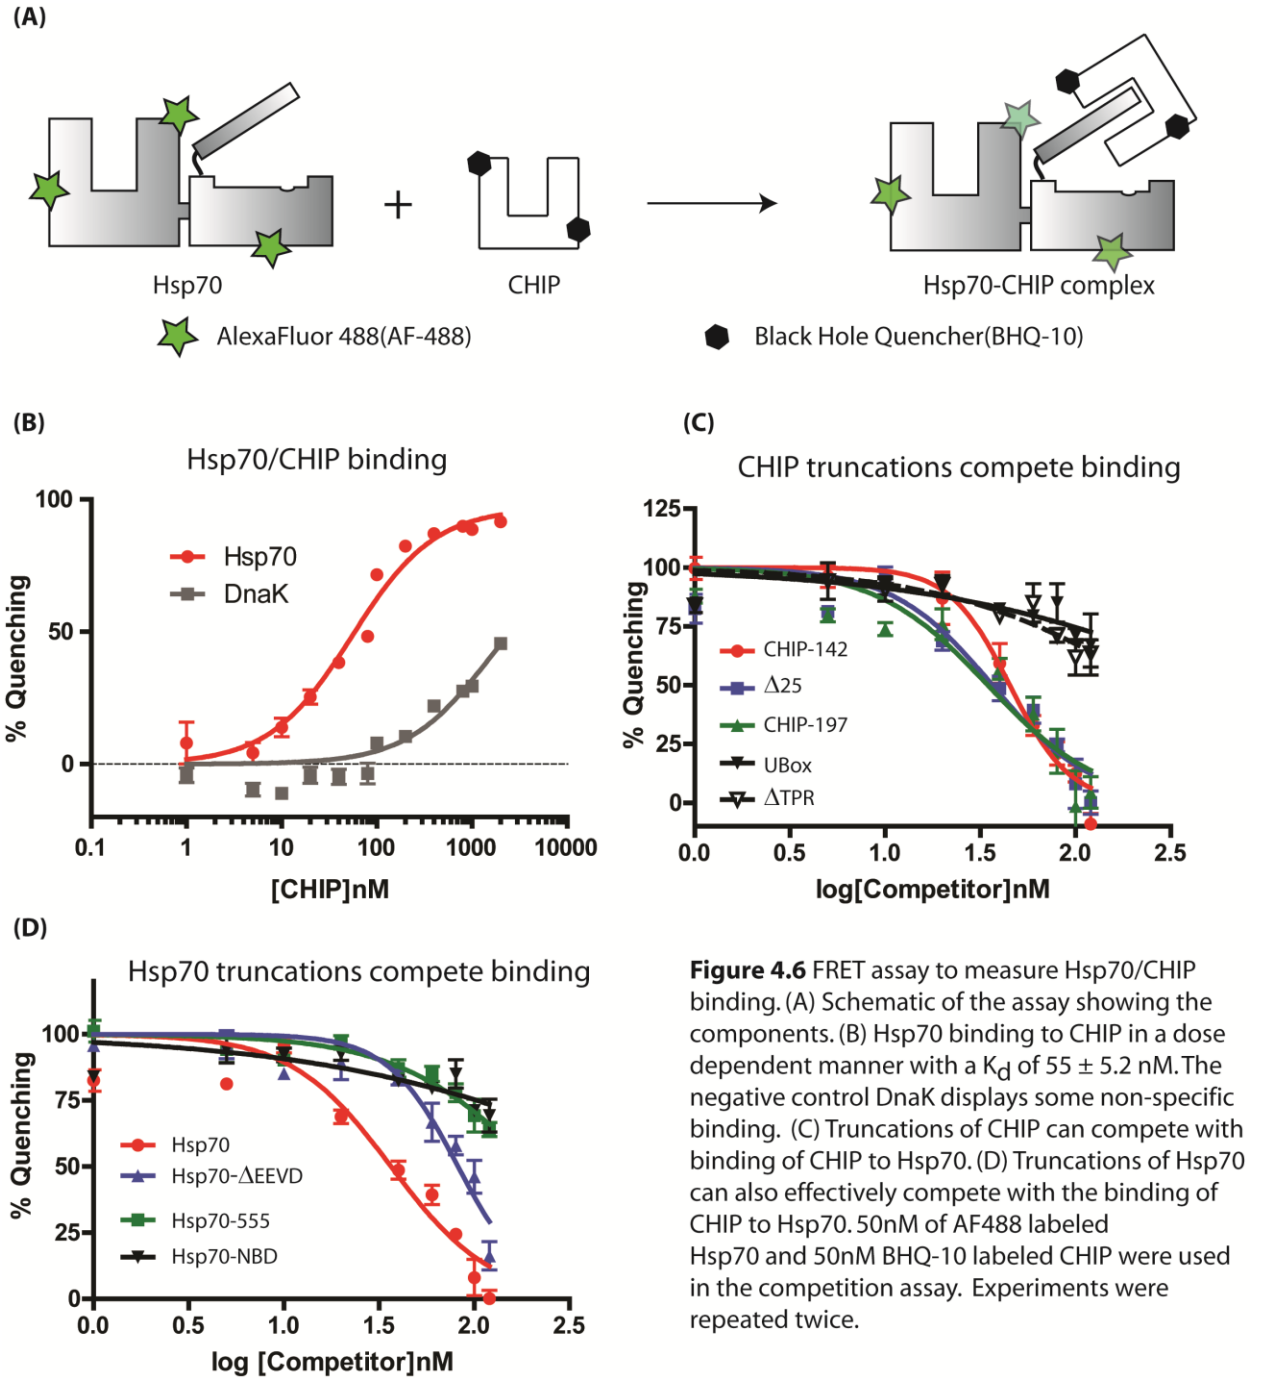 (A)
Hsp70
+
CHIP
Hsp70-CHIP complex
AlexaFluor 488(AF-488)
Black Hole Quencher(BHQ-10)
(B)
Hsp70/CHIP binding
% Quenching
100
50
0
Hsp70
DnaK
0.1 1 10 100 1000 10000
[CHIP]nM
(C)
CHIP truncations compete binding
% Quenching
125
100
75
50
25
0
CHIP-142
Δ25
CHIP-197
UBox
ΔTPR
0.0 0.5 1.0 1.5 2.0 2.5
log[Competitor]nM
(D)
Hsp70 truncations compete binding
% Quenching
100
75
50
25
0
Hsp70
Hsp70-ΔEEVD
Hsp70-555
Hsp70-NBD
0.0 0.5 1.0 1.5 2.0 2.5
log [Competitor]nM
Figure 4.6 FRET assay to measure Hsp70/CHIP
binding. (A) Schematic of the assay showing the
components. (B) Hsp70 binding to CHIP in a dose
dependent manner with a Kd of 55 ± 5.2 nM. The
negative control DnaK displays some non-specific
binding. (C) Truncations of CHIP can compete with
binding of CHIP to Hsp70. (D) Truncations of Hsp70
can also effectively compete with the binding of
CHIP to Hsp70. 50nM of AF488 labeled
Hsp70 and 50nM BHQ-10 labeled CHIP were used
in the competition assay. Experiments were
repeated twice.